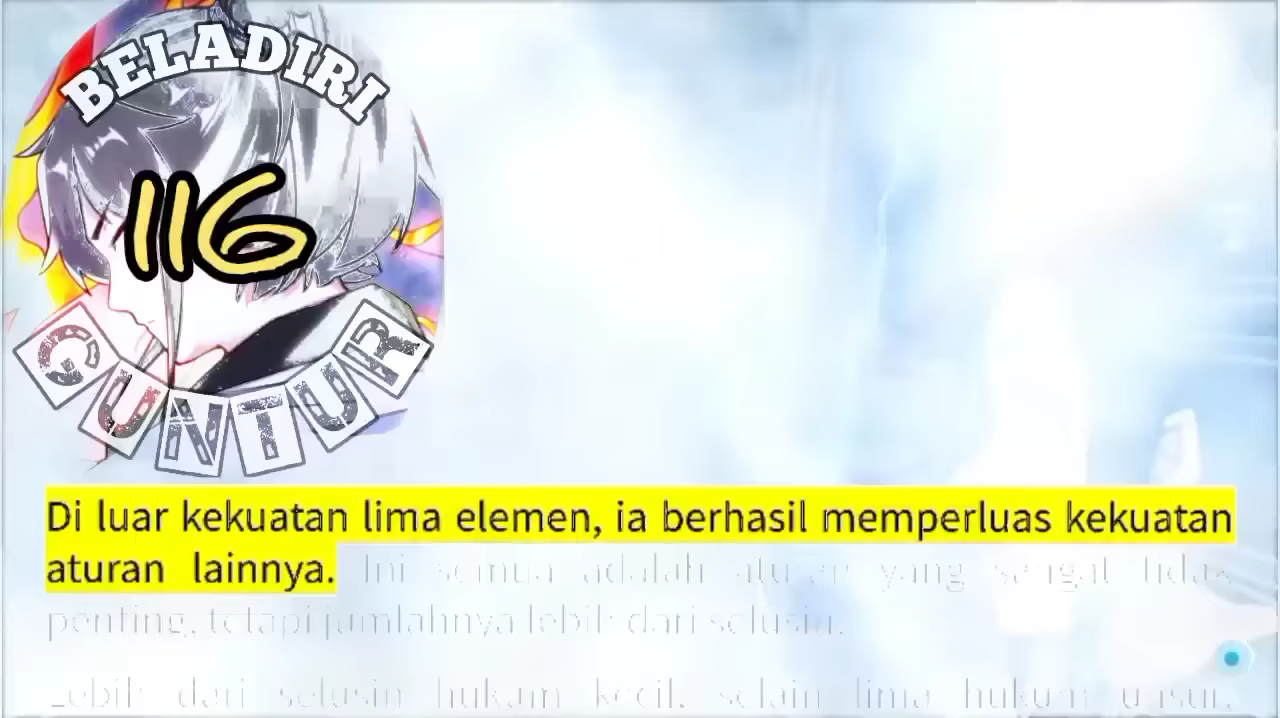 BELADIRI
116
GUNTUR
Di luar kekuatan lima elemen, ia berhasil memperluas kekuatan
aturan lainnya. Ini semua adalah aturan yang sangat tidak
penting, tetapi jumlahnya lebih dari selusin.
Lebih dari selusin hukum kecil, selain lima hukum unsur,